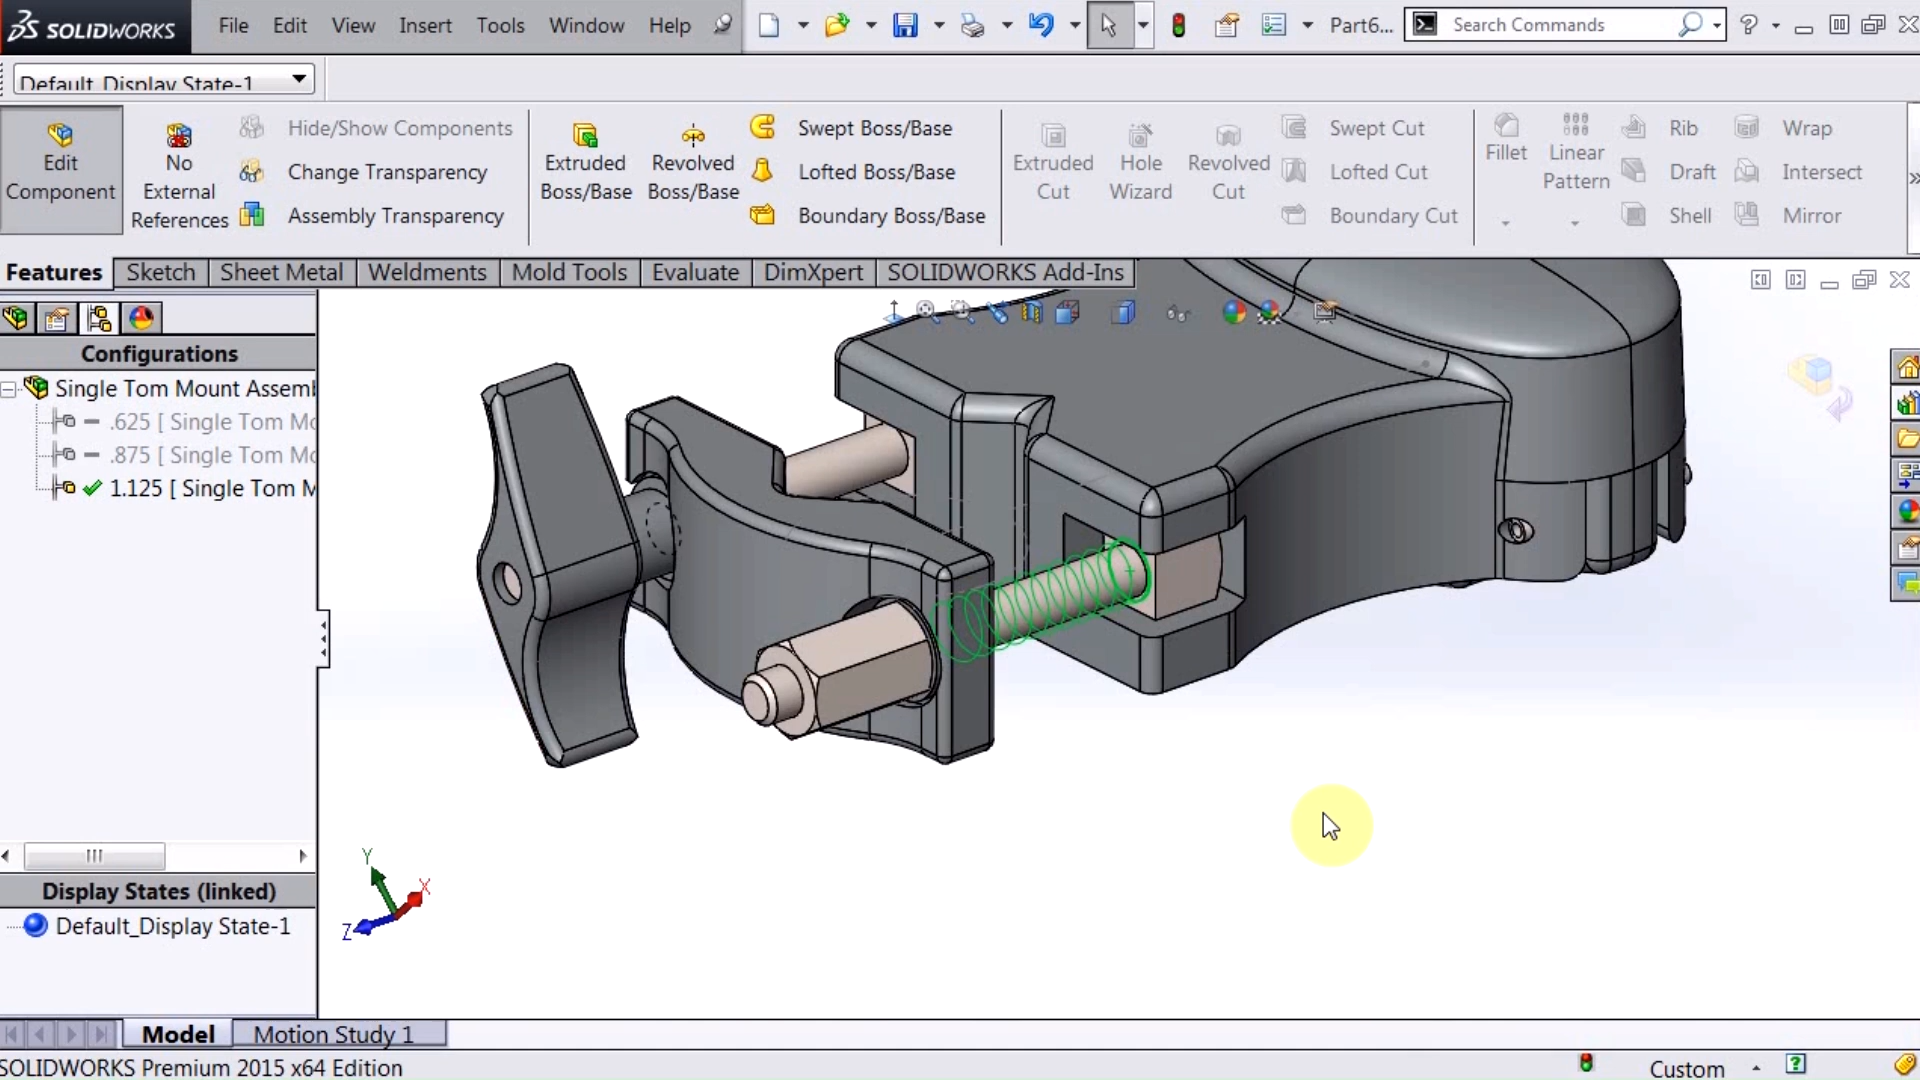 SOLIDWORKS File Edit View Insert Tools Window Help Part6... Search Commands
Default_Display State-1
Edit Component
No External References
Hide/Show Components
Change Transparency
Assembly Transparency
Extruded Boss/Base
Revolved Boss/Base
Swept Boss/Base
Lofted Boss/Base
Boundary Boss/Base
Extruded Cut
Hole Wizard
Revolved Cut
Swept Cut
Lofted Cut
Boundary Cut
Fillet
Linear Pattern
Rib
Draft
Shell
Wrap
Intersect
Mirror
Features Sketch Sheet Metal Weldments Mold Tools Evaluate DimXpert SOLIDWORKS Add-Ins
Configurations
Single Tom Mount Assem
.625 [ Single Tom Mo
.875 [ Single Tom Mo
1.125 [ Single Tom M
Y
X
Z
Display States (linked)
Default_Display State-1
Model Motion Study 1
SOLIDWORKS Premium 2015 x64 Edition
Custom